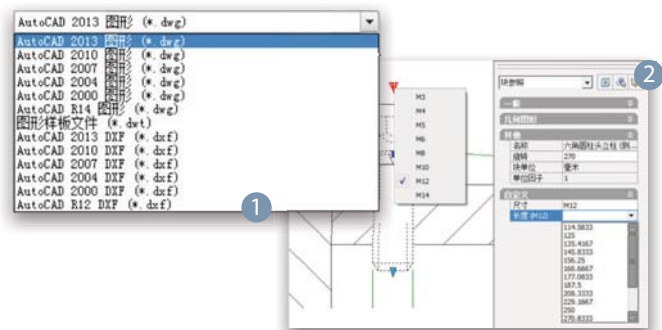 AutoCAD 2013 图形 (*.dwg)
AutoCAD 2013 图形 (*.dwg)
AutoCAD 2010 图形 (*.dwg)
AutoCAD 2007 图形 (*.dwg)
AutoCAD 2004 图形 (*.dwg)
AutoCAD 2000 图形 (*.dwg)
AutoCAD R14 图形 (*.dwg)
图形样板文件 (*.dwt)
AutoCAD 2013 DXF (*.dxf)
AutoCAD 2010 DXF (*.dxf)
AutoCAD 2007 DXF (*.dxf)
AutoCAD 2004 DXF (*.dxf)
AutoCAD 2000 DXF (*.dxf)
AutoCAD R12 DXF (*.dxf)
1
M3
M4
M5
M6
M8
M10
M12
M14
2
块参照
一般
几何图形
其他
名称 六角圆柱头立柱 (侧...
旋转 270
块单位 毫米
单位因子 1
自定义
尺寸 M12
长度 (M12)
114.5833
125
135.4167
145.8333
156.25
166.6667
177.0833
187.5
208.3333
229.1667
250
270.8333